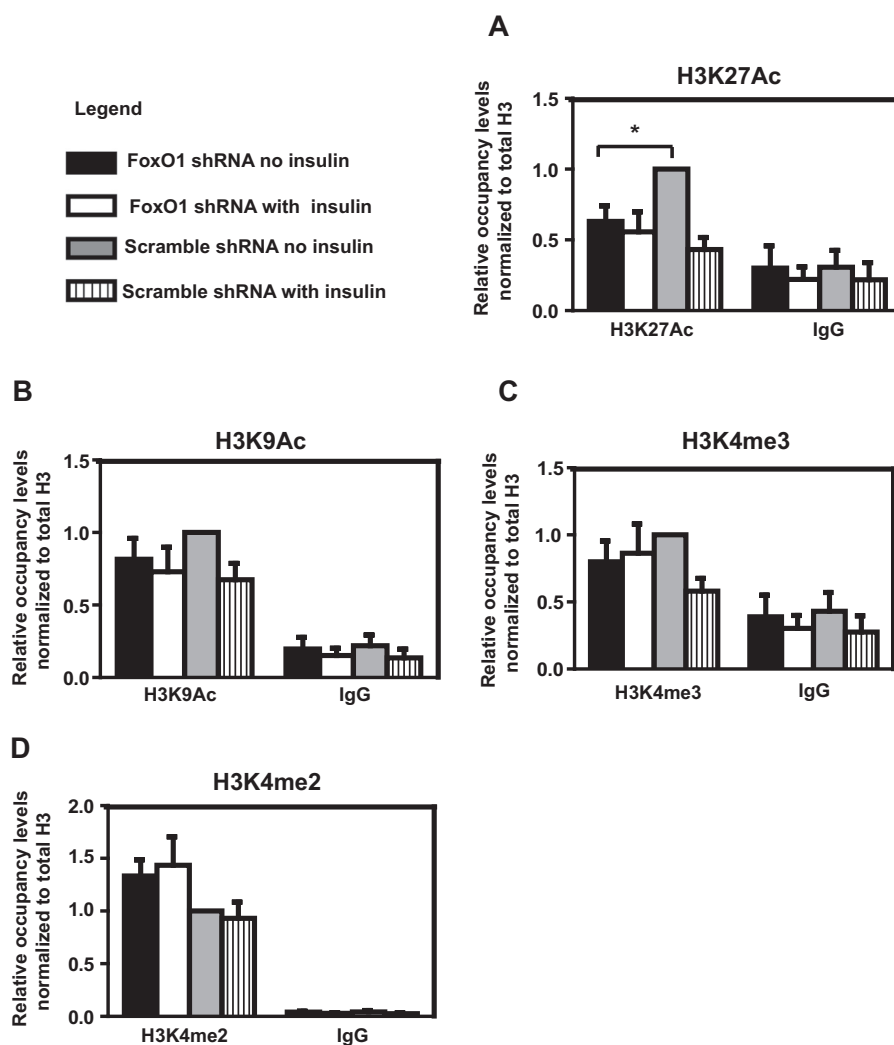 Legend
FoxO1 shRNA no insulin
FoxO1 shRNA with insulin
Scramble shRNA no insulin
Scramble shRNA with insulin
A
H3K27Ac
Relative occupancy levels
normalized to total H3
1.5
1.0
0.5
0.0
*
H3K27Ac
IgG
B
H3K9Ac
Relative occupancy levels
normalized to total H3
1.5
1.0
0.5
0.0
H3K9Ac
IgG
C
H3K4me3
Relative occupancy levels
normalized to total H3
1.5
1.0
0.5
0.0
H3K4me3
IgG
D
H3K4me2
Relative occupancy levels
normalized to total H3
2.0
1.5
1.0
0.5
0.0
H3K4me2
IgG